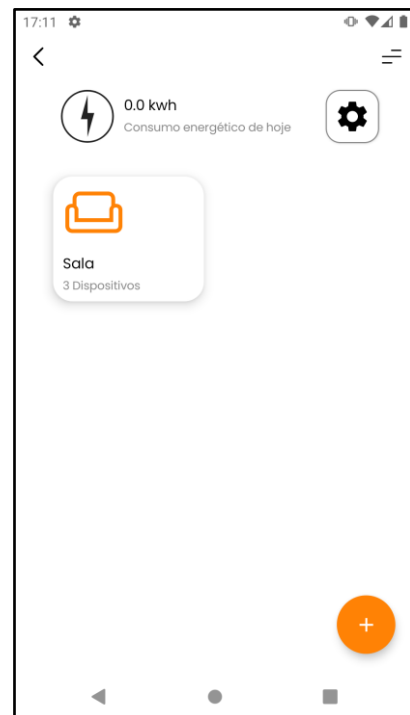 17:11
0.0 kwh
Consumo energético de hoje
Sala
3 Dispositivos
+